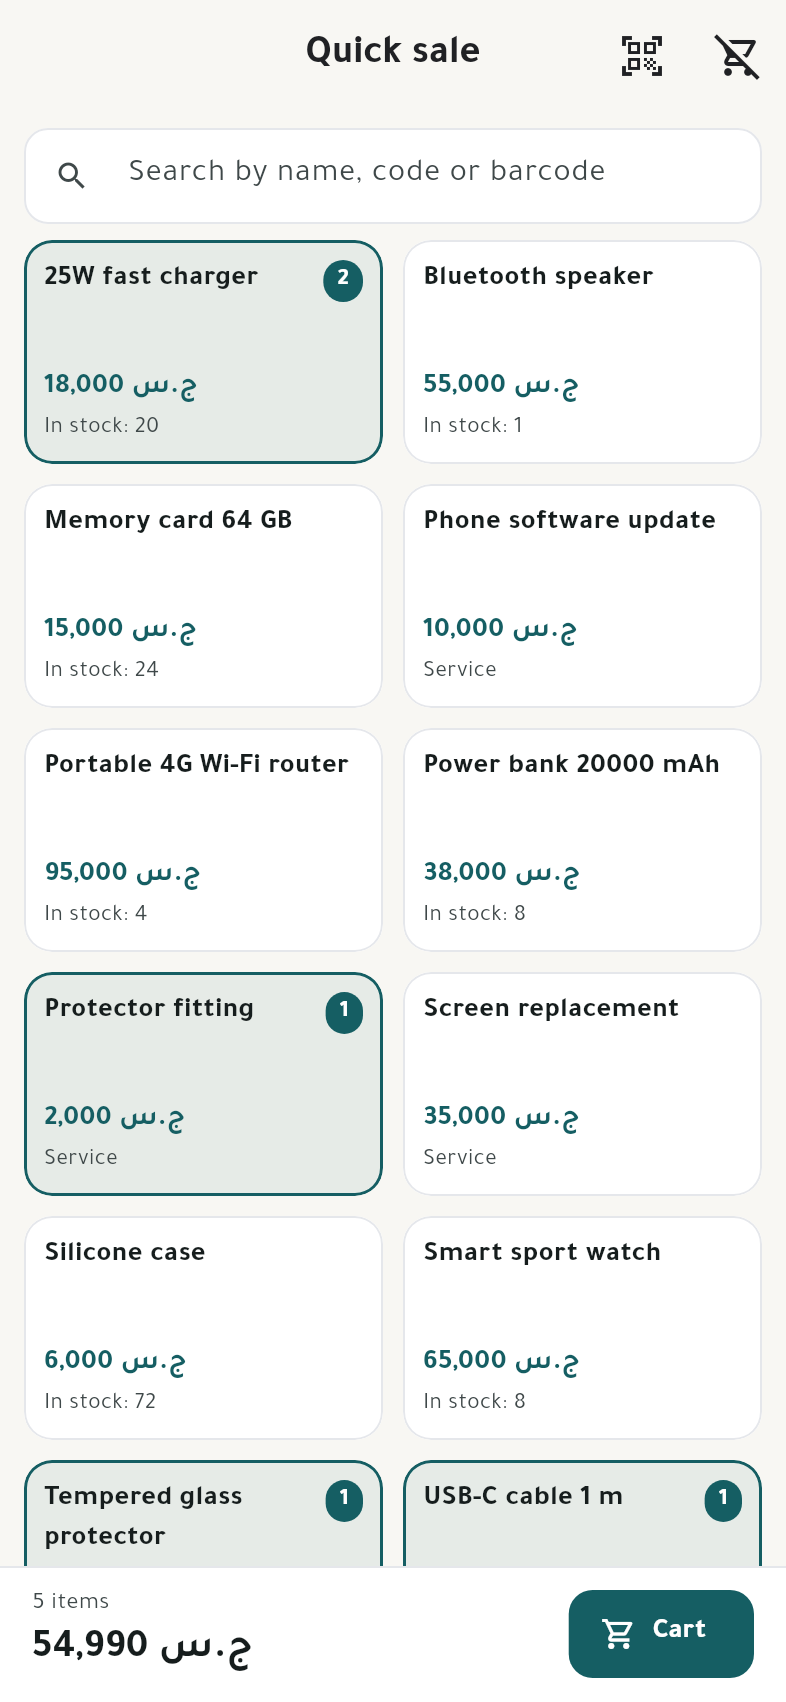 Quick sale
Search by name, code or barcode
25W fast charger
2
18,000 ج.س
In stock: 20
Bluetooth speaker
55,000 ج.س
In stock: 1
Memory card 64 GB
15,000 ج.س
In stock: 24
Phone software update
10,000 ج.س
Service
Portable 4G Wi-Fi router
95,000 ج.س
In stock: 4
Power bank 20000 mAh
38,000 ج.س
In stock: 8
Protector fitting
1
2,000 ج.س
Service
Screen replacement
35,000 ج.س
Service
Silicone case
6,000 ج.س
In stock: 72
Smart sport watch
65,000 ج.س
In stock: 8
Tempered glass
protector
1
USB-C cable 1 m
1
5 items
54,990 ج.س
Cart